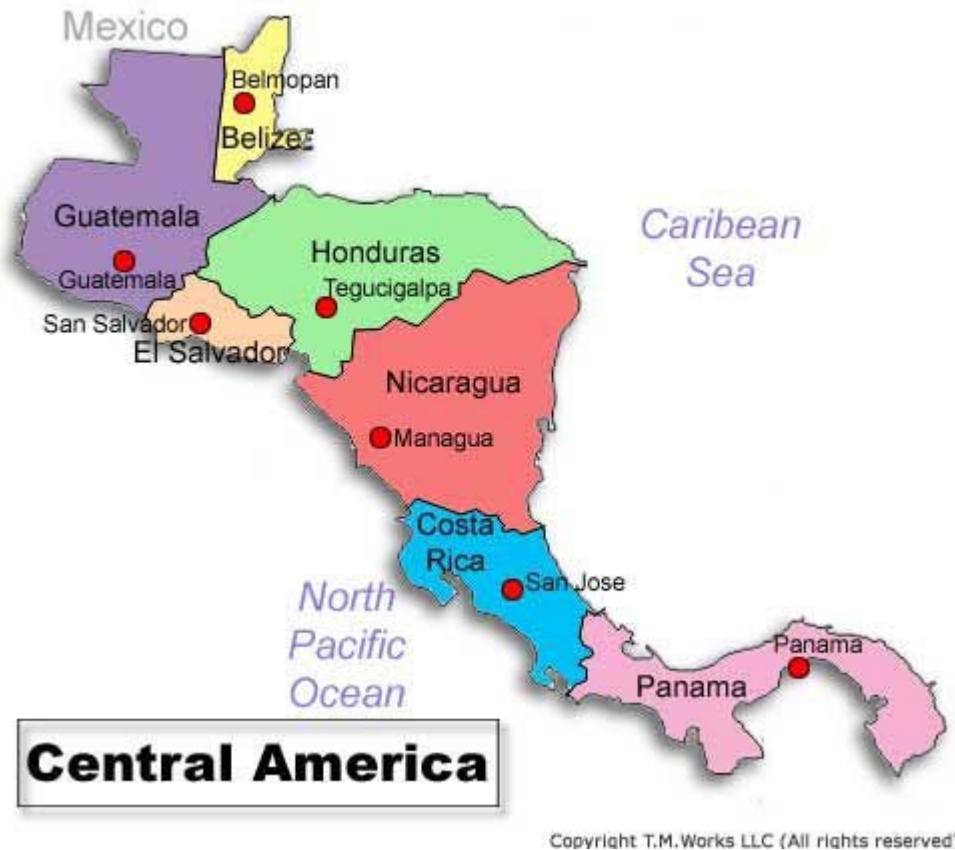 Mexico
Belmopan
Belize
Guatemala
Guatemala
Honduras
Tegucigalpa
Caribean
Sea
San Salvador
El Salvador
Nicaragua
Managua
Costa
Rica
San Jose
North
Pacific
Ocean
Panama
Panama
Central America
Copyright T.M.Works LLC (All rights reserved)